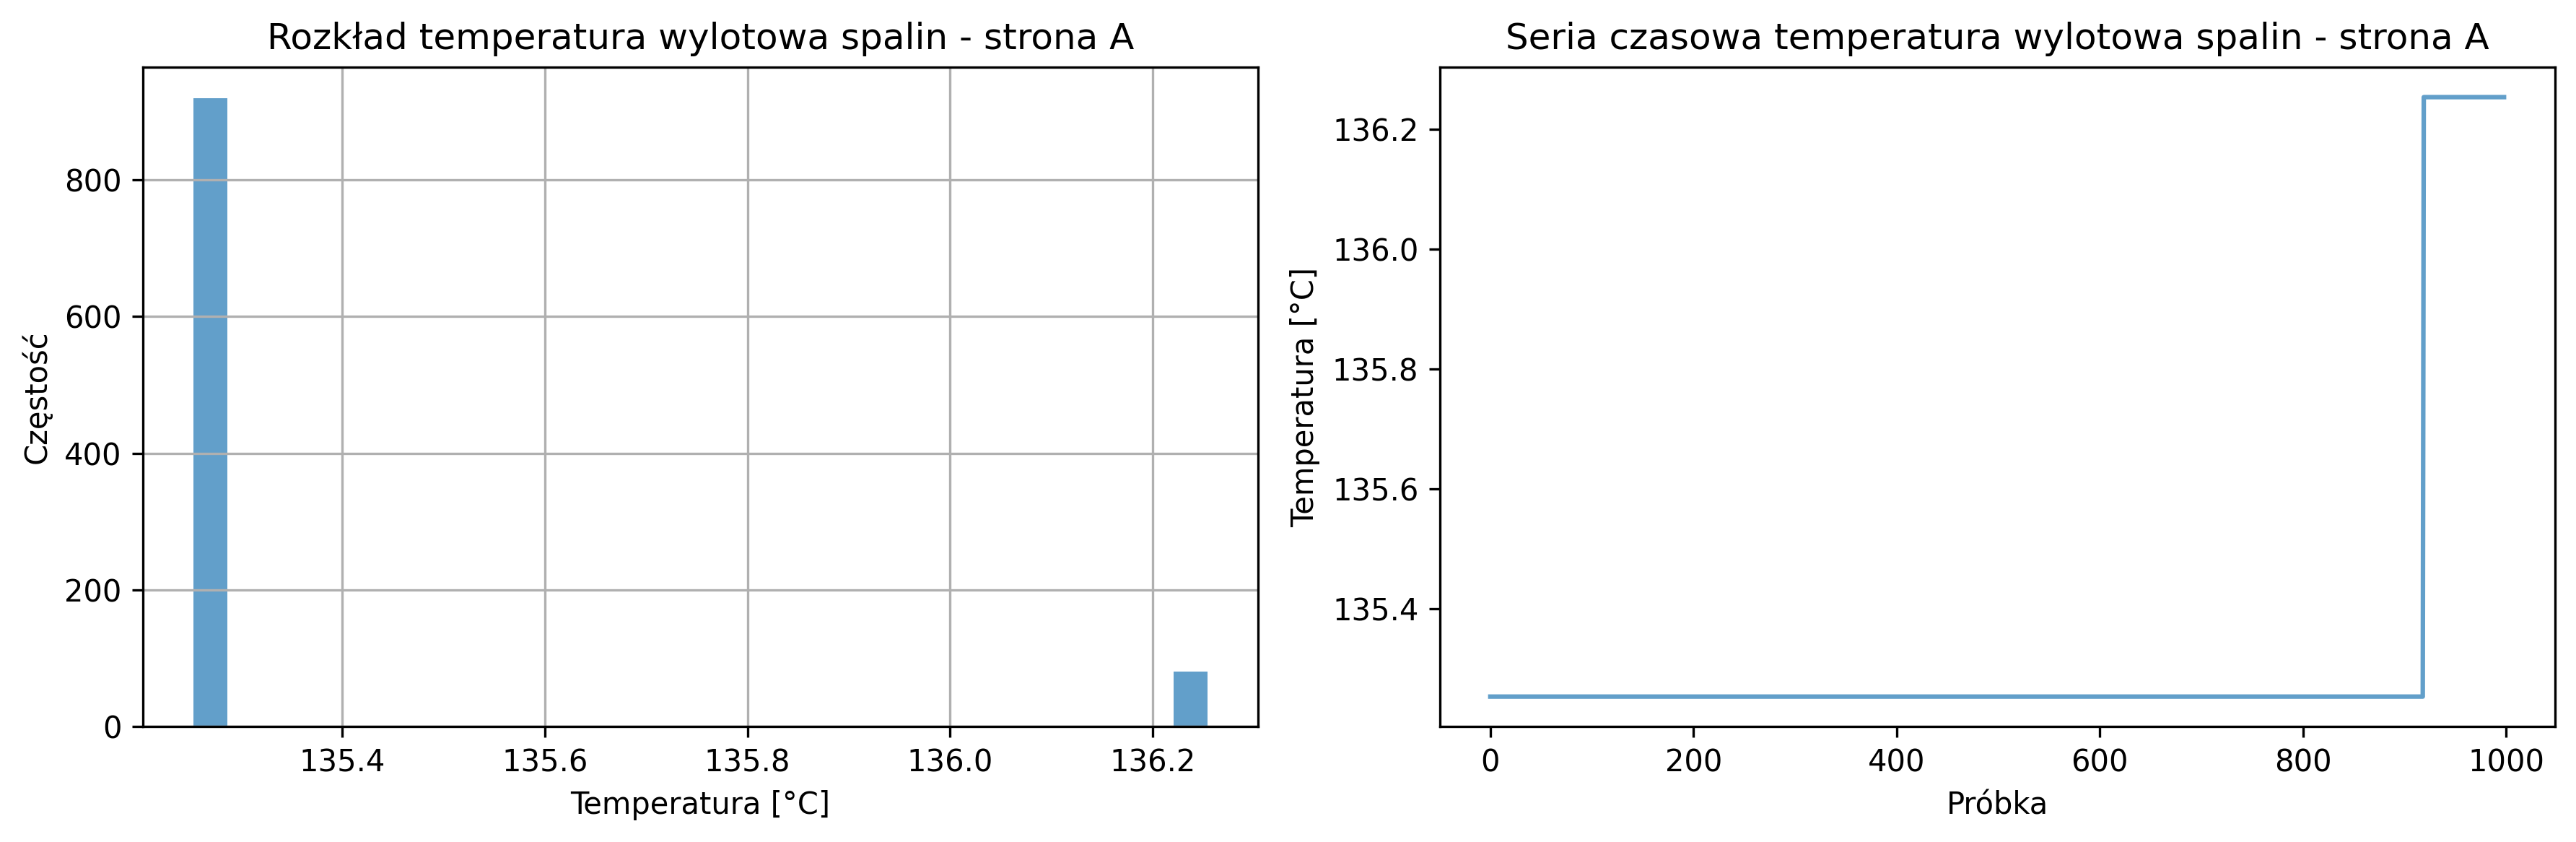 Rozkład temperatura wylotowa spalin - strona A
Częstość
800
600
400
200
0
135.4 135.6 135.8 136.0 136.2
Temperatura [°C]
Seria czasowa temperatura wylotowa spalin - strona A
Temperatura [°C]
136.2
136.0
135.8
135.6
135.4
0 200 400 600 800 1000
Próbka